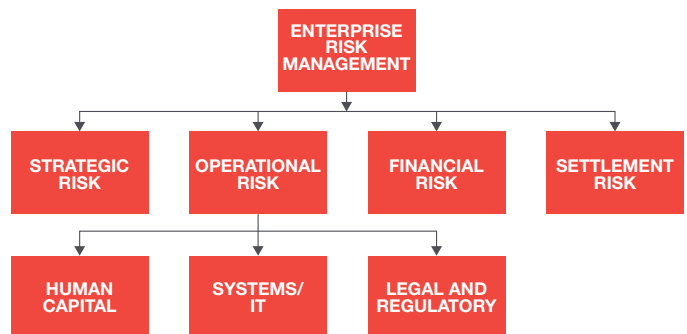 ENTERPRISE
RISK
MANAGEMENT
STRATEGIC
RISK
OPERATIONAL
RISK
FINANCIAL
RISK
SETTLEMENT
RISK
HUMAN
CAPITAL
SYSTEMS/
IT
LEGAL AND
REGULATORY